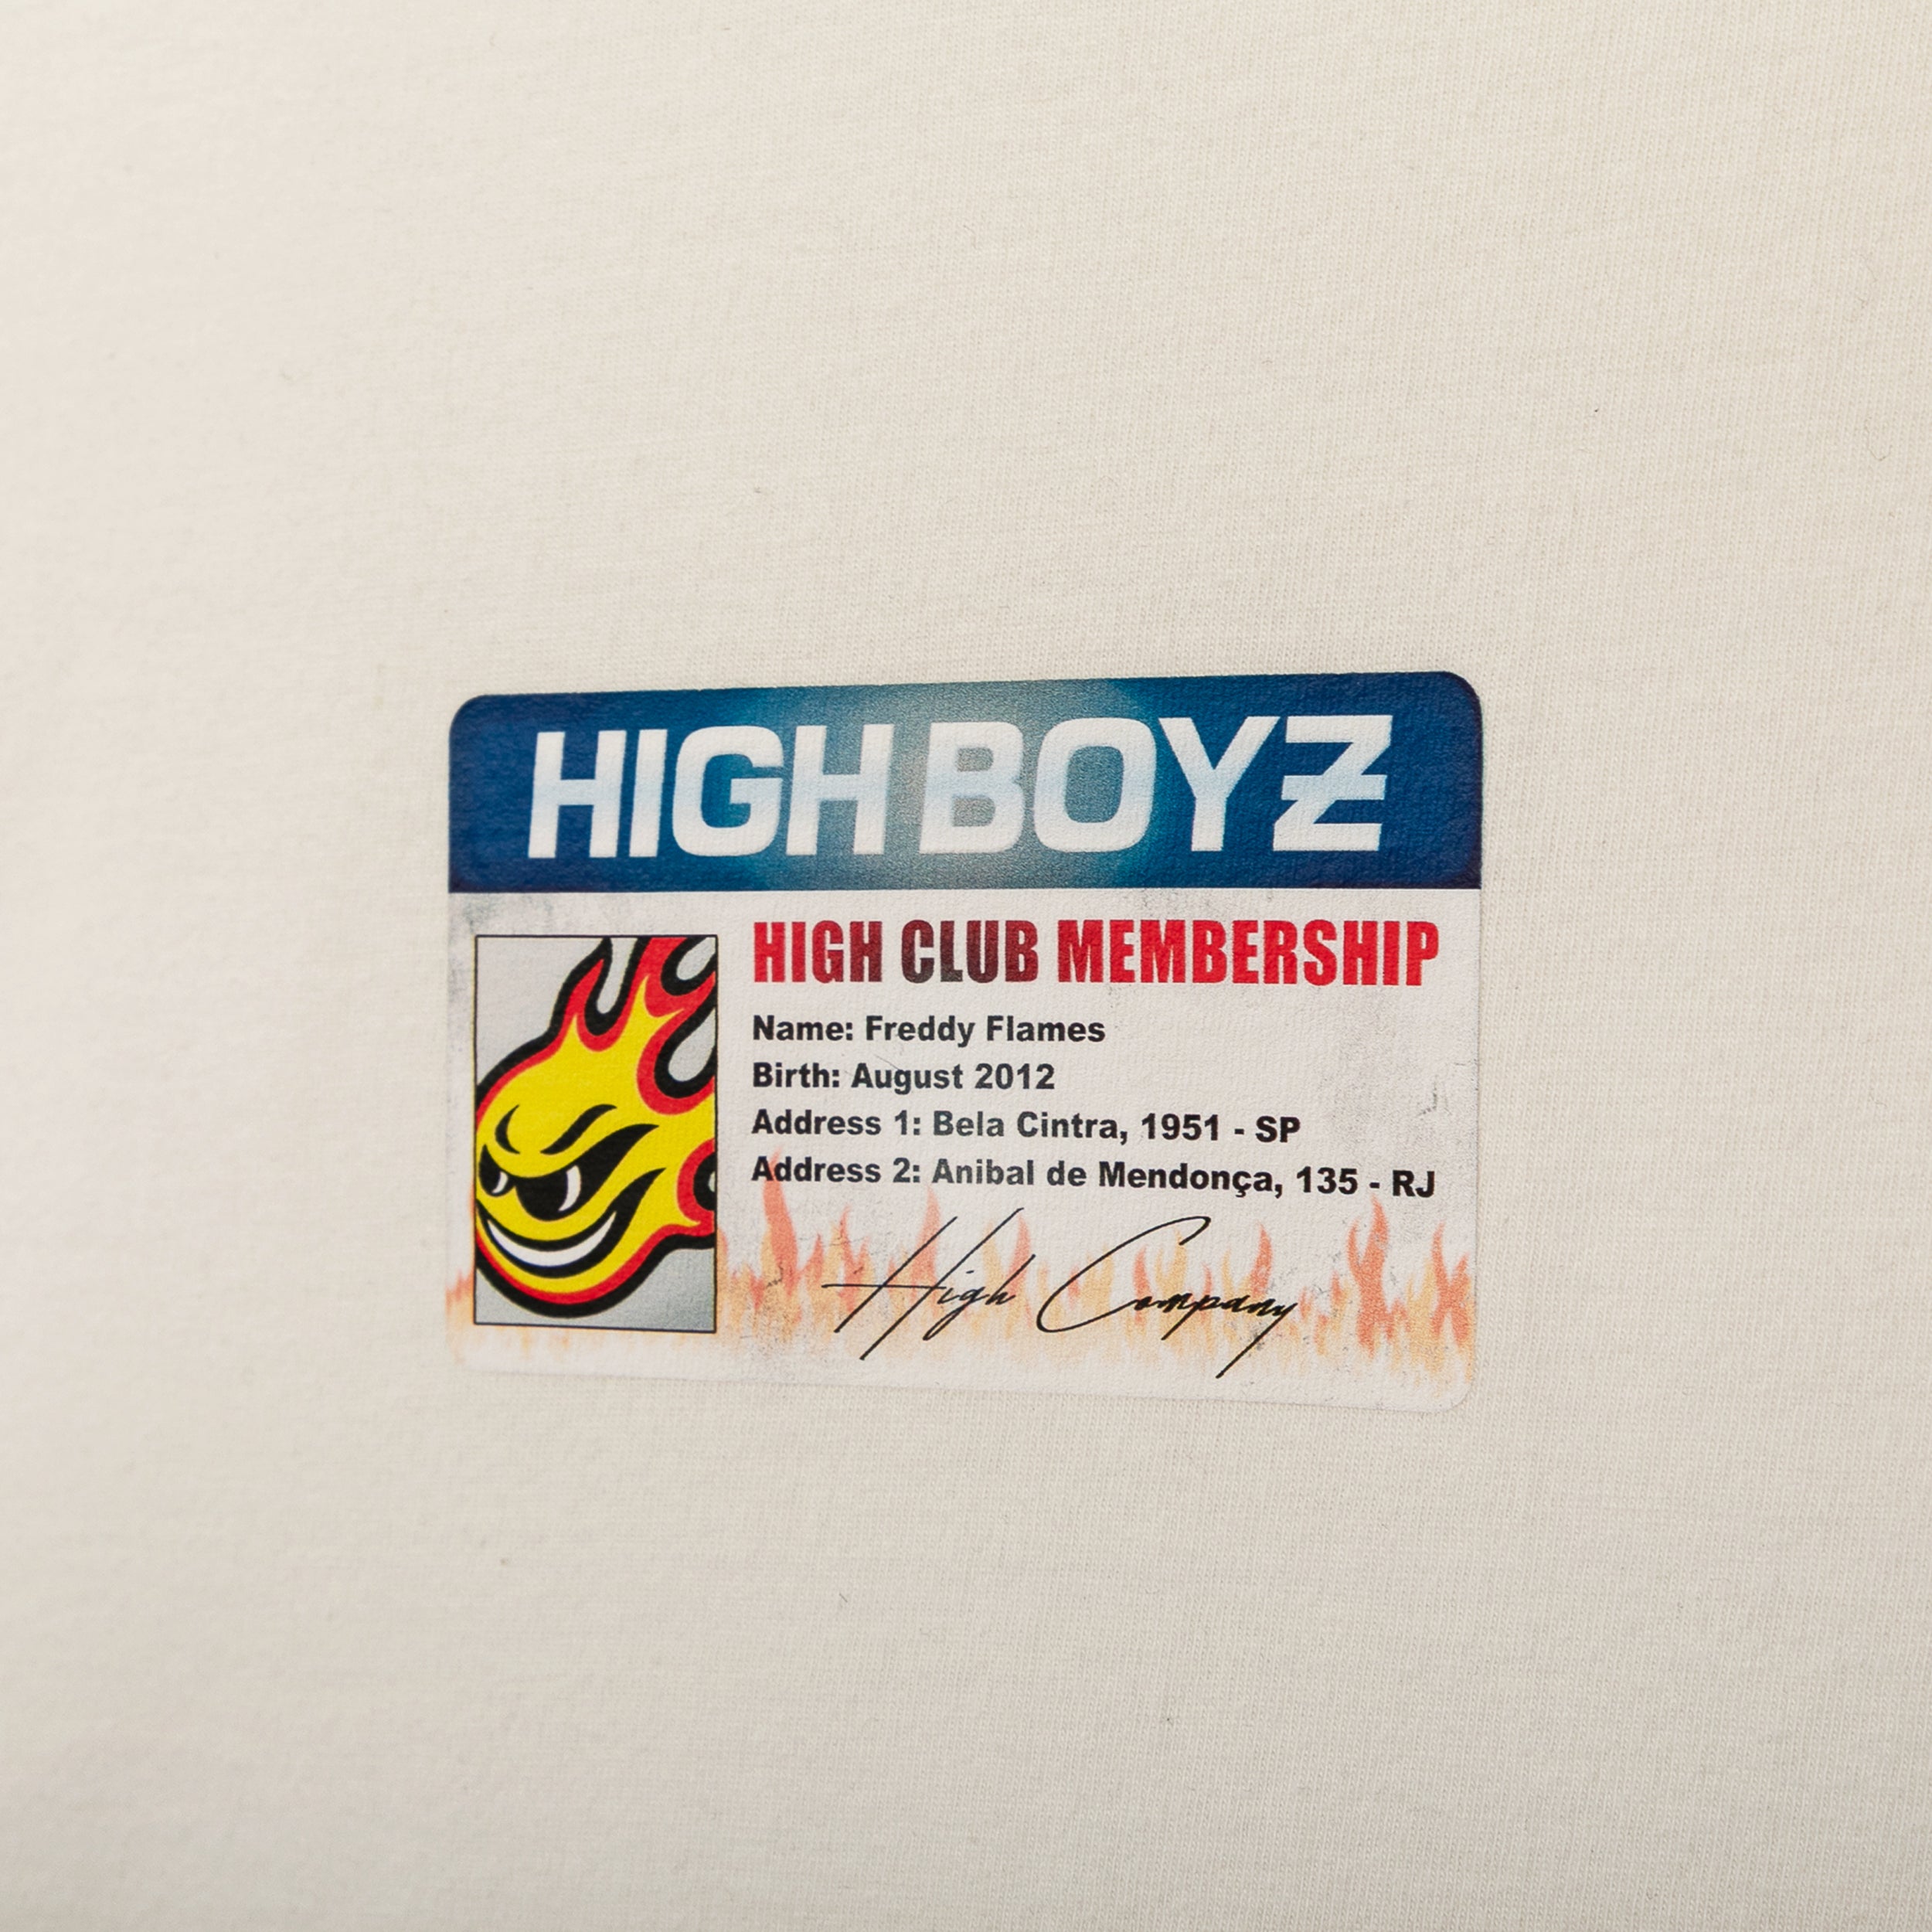 HIGH BOYZ
HIGH CLUB MEMBERSHIP
Name: Freddy Flames
Birth: August 2012
Address 1: Bela Cintra, 1951 - SP
Address 2: Anibal de Mendonça, 135 - RJ
High Company